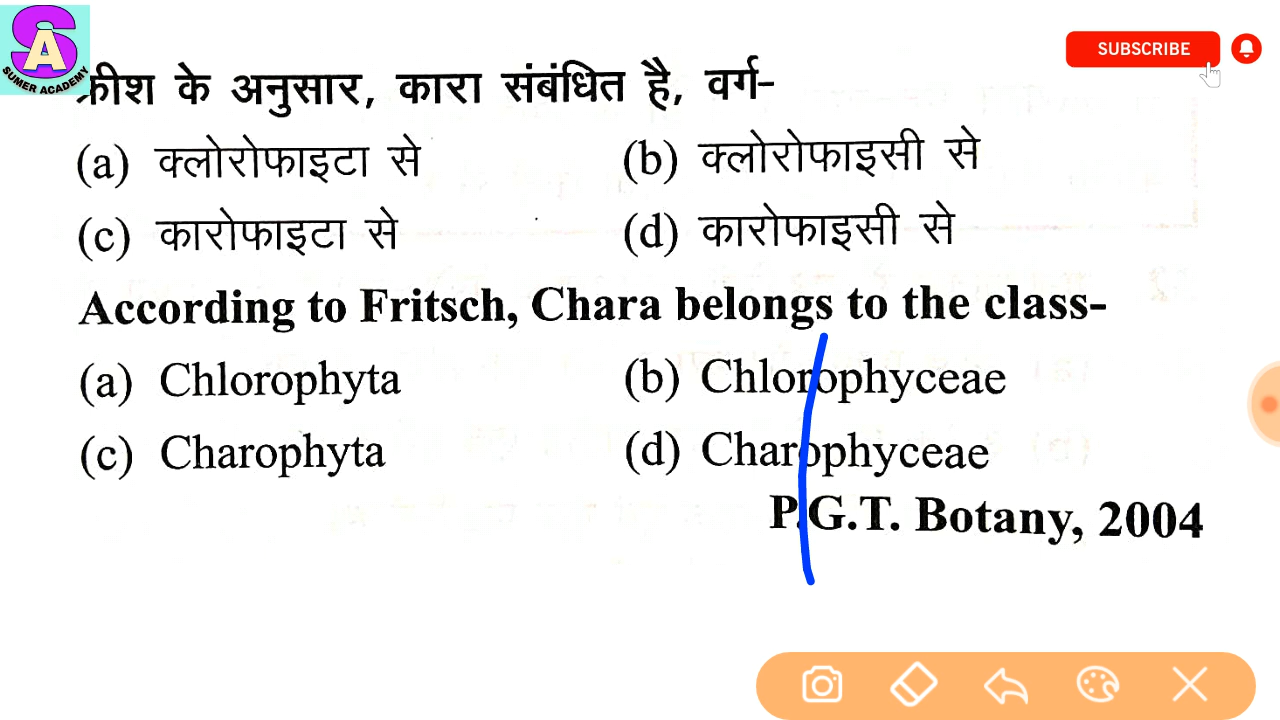 SA
SUMER ACADEMY
SUBSCRIBE
फ्रीश के अनुसार, कारा संबंधित है, वर्ग-
(a) क्लोरोफाइटा से (b) क्लोरोफाइसी से
(c) कारोफाइटा से (d) कारोफाइसी से
According to Fritsch, Chara belongs to the class-
(a) Chlorophyta (b) Chlorophyceae
(c) Charophyta (d) Charophyceae
P.G.T. Botany, 2004